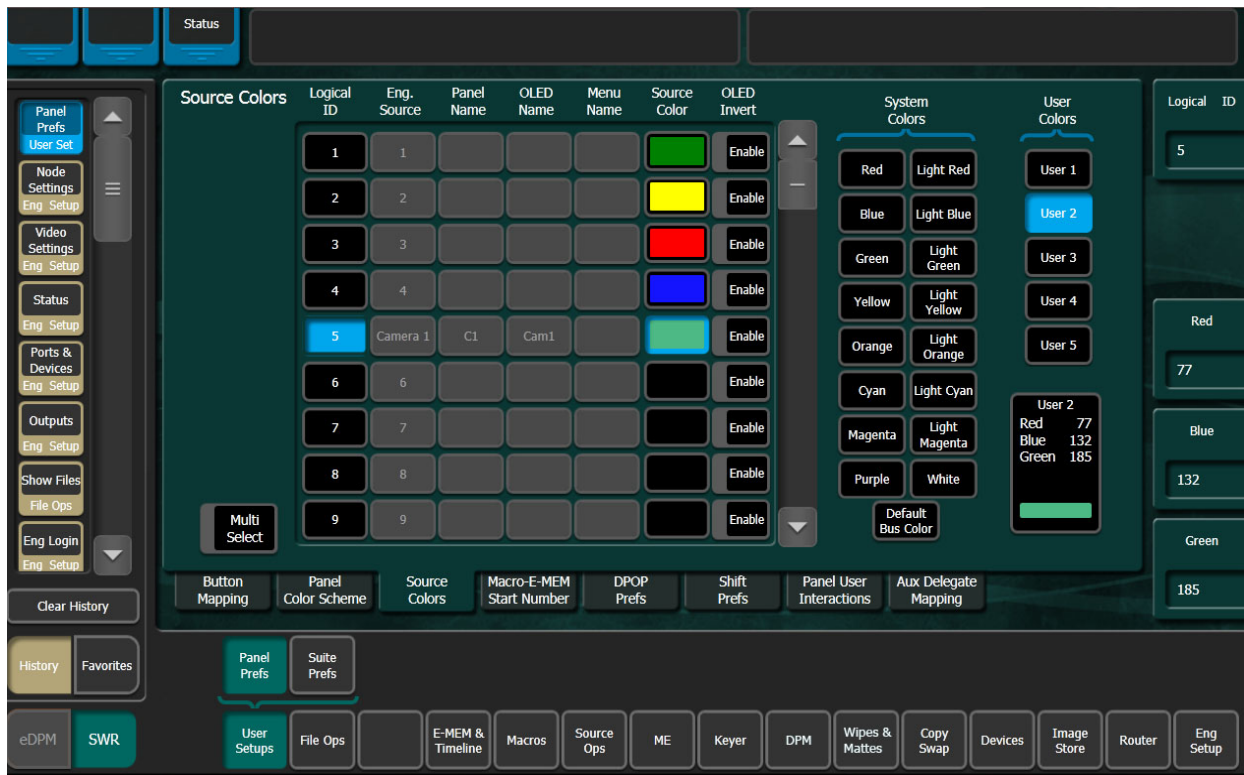 Status
Panel
Prefs
User Set
Node
Settings
Eng Setup
Video
Settings
Eng Setup
Status
Eng Setup
Ports &
Devices
Eng Setup
Outputs
Eng Setup
Show Files
File Ops
Eng Login
Eng Setup
Clear History
History Favorites
eDPM SWR
Source Colors
Logical
ID
Eng.
Source
Panel
Name
OLED
Name
Menu
Name
Source
Color
OLED
Invert
1 1 Enable
2 2 Enable
3 3 Enable
4 4 Enable
5 Camera 1 C1 Cam1 Enable
6 6 Enable
7 7 Enable
8 8 Enable
9 9 Enable
Multi
Select
System
Colors
Red Light Red
Blue Light Blue
Green Light
Green
Yellow Light
Yellow
Orange Light
Orange
Cyan Light Cyan
Magenta Light
Magenta
Purple White
Default
Bus Color
User
Colors
User 1
User 2
User 3
User 4
User 5
User 2
Red 77
Blue 132
Green 185
Logical ID
5
Red
77
Blue
132
Green
185
Button
Mapping
Panel
Color Scheme
Source
Colors
Macro-E-MEM
Start Number
DPOP
Prefs
Shift
Prefs
Panel User
Interactions
Aux Delegate
Mapping
Panel
Prefs
Suite
Prefs
User
Setups
File Ops
E-MEM &
Timeline
Macros
Source
Ops
ME
Keyer
DPM
Wipes &
Mattes
Copy
Swap
Devices
Image
Store
Router
Eng
Setup